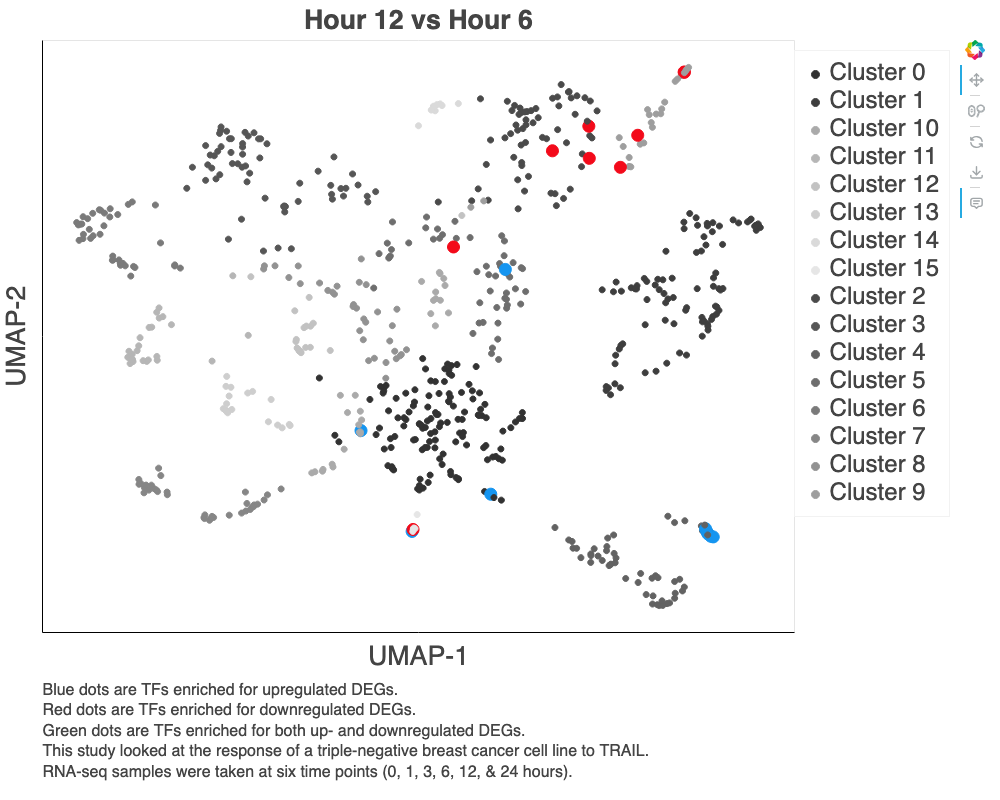 Hour 12 vs Hour 6
UMAP-2
UMAP-1
Cluster 0
Cluster 1
Cluster 10
Cluster 11
Cluster 12
Cluster 13
Cluster 14
Cluster 15
Cluster 2
Cluster 3
Cluster 4
Cluster 5
Cluster 6
Cluster 7
Cluster 8
Cluster 9
Blue dots are TFs enriched for upregulated DEGs.
Red dots are TFs enriched for downregulated DEGs.
Green dots are TFs enriched for both up- and downregulated DEGs.
This study looked at the response of a triple-negative breast cancer cell line to TRAIL.
RNA-seq samples were taken at six time points (0, 1, 3, 6, 12, & 24 hours).